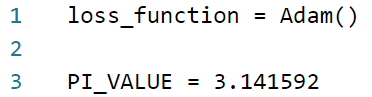 1 loss_function = Adam()
2
3 PI_VALUE = 3.141592